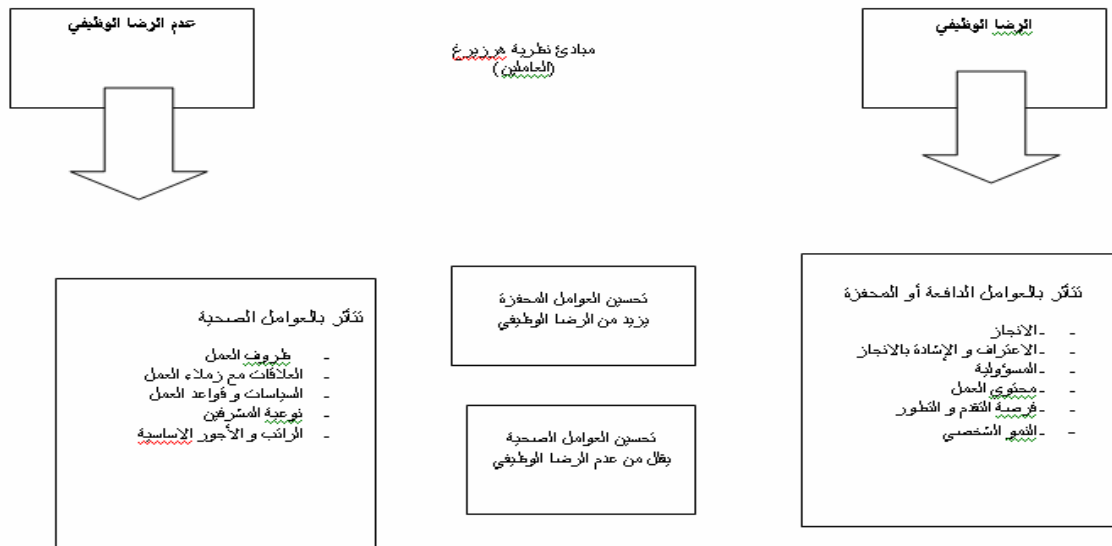 الرضا الوظيفي
مبادئ نظرية هرزبرغ
(العاملين)
عدم الرضا الوظيفي
تتأثر بالعوامل الدافعة أو المحفزة
- -الانجاز
- -الاعتراف و الإشادة بالانجاز
- -المسؤولية
- -محتوى العمل
- -فرصة التقدم و التطور
- -النمو الشخصي
تحسين العوامل المحفزة
يزيد من الرضا الوظيفي
تحسين العوامل الصحية
يقلل من عدم الرضا الوظيفي
تتأثر بالعوامل الصحية
- ظروف العمل
- العلاقات مع زملاء العمل
- السياسات و قواعد العمل
- نوعية المشرفين
- الراتب و الأجور الاساسية